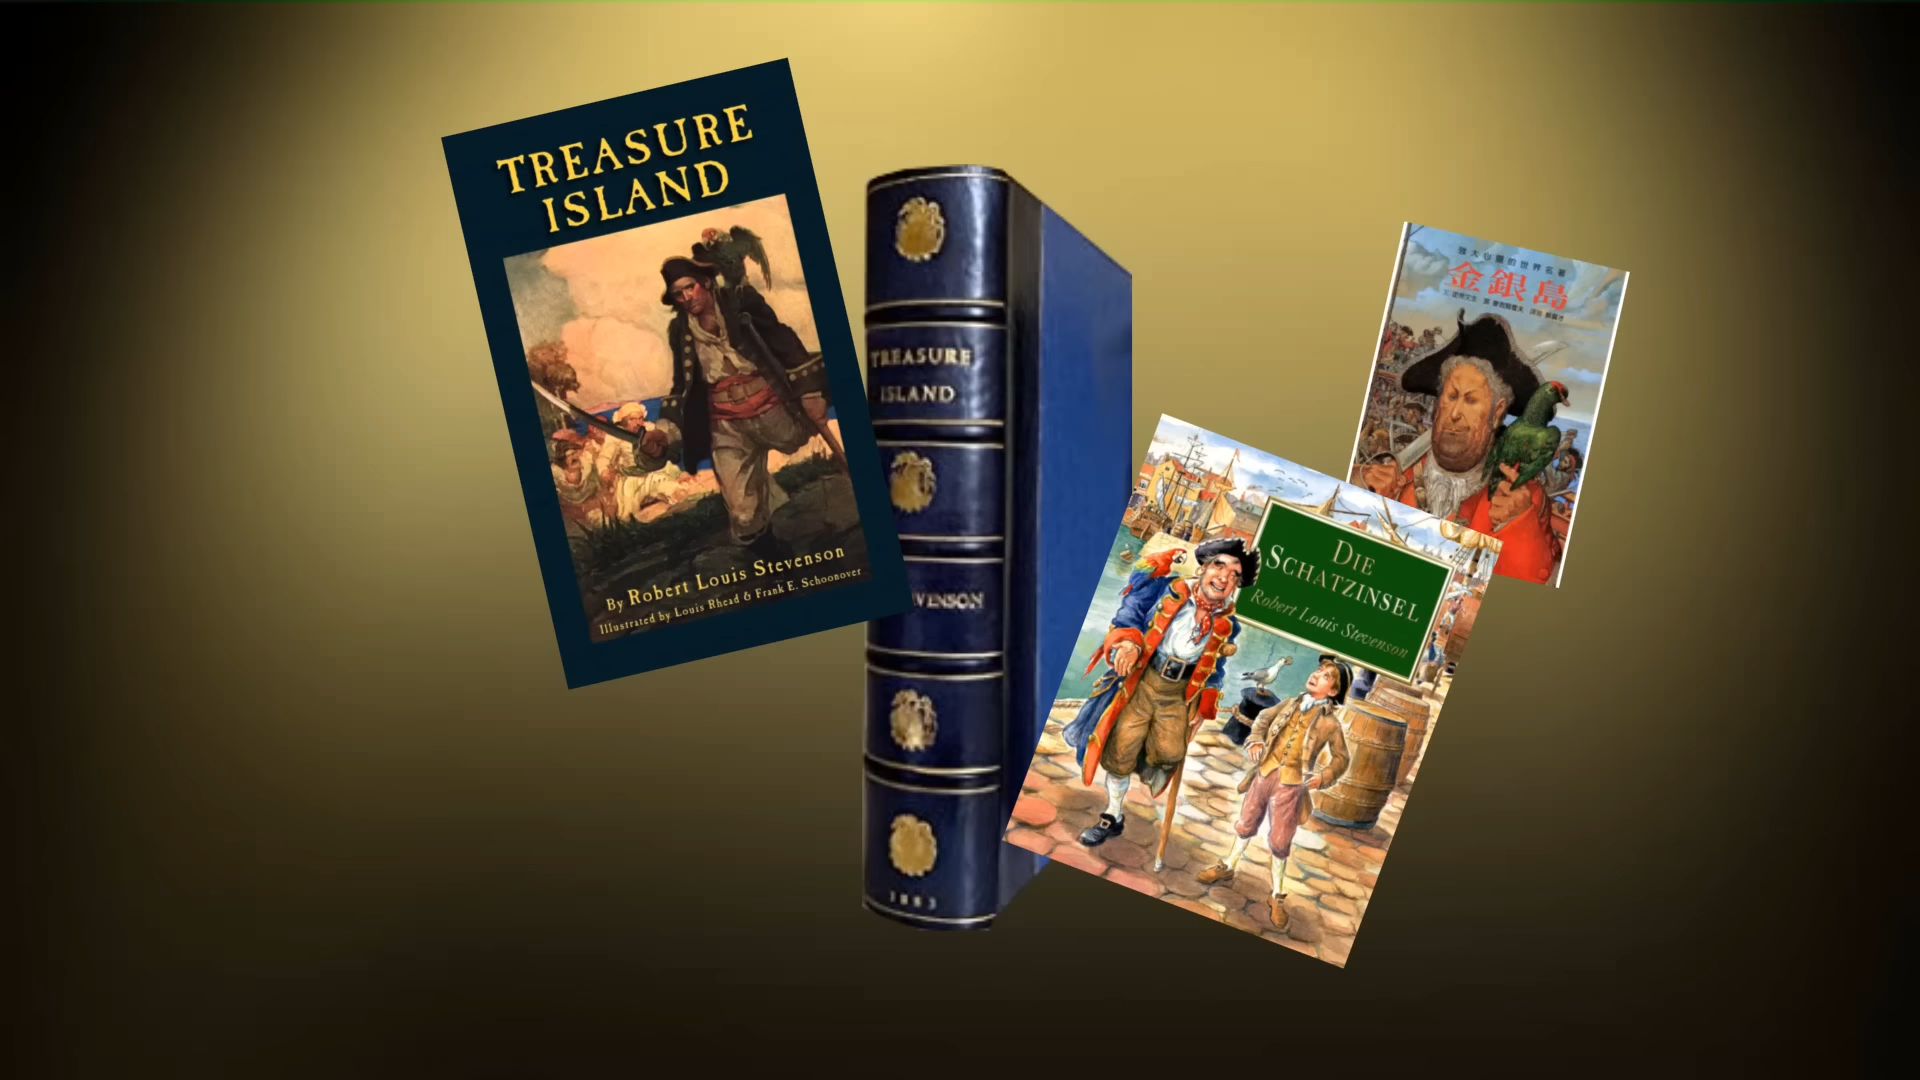 TREASURE
ISLAND
By Robert Louis Stevenson
Illustrated by Louis Rhead & Frank E. Schoonover
TREASURE
ISLAND
VENSON
1883
DIE
SCHATZINSEL
Robert Louis Stevenson
金銀島